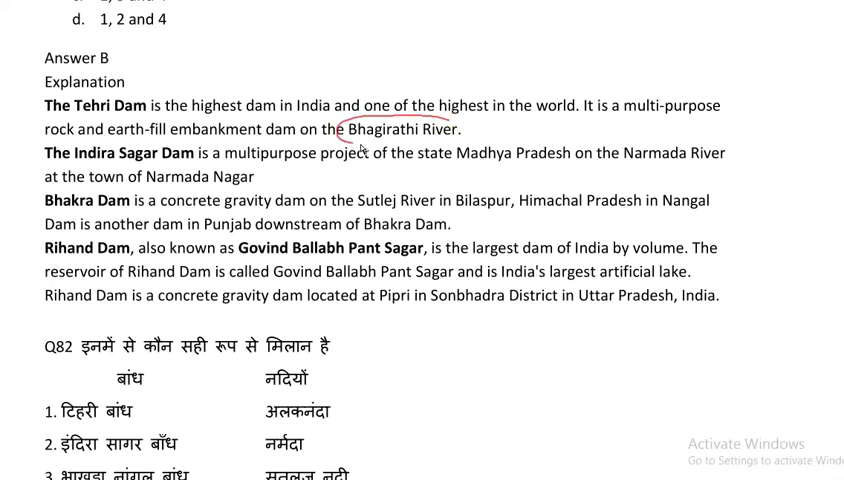 d. 1, 2 and 4
Answer B
Explanation
The Tehri Dam is the highest dam in India and one of the highest in the world. It is a multi-purpose
rock and earth-fill embankment dam on the Bhagirathi River.
The Indira Sagar Dam is a multipurpose project of the state Madhya Pradesh on the Narmada River
at the town of Narmada Nagar
Bhakra Dam is a concrete gravity dam on the Sutlej River in Bilaspur, Himachal Pradesh in Nangal
Dam is another dam in Punjab downstream of Bhakra Dam.
Rihand Dam, also known as Govind Ballabh Pant Sagar, is the largest dam of India by volume. The
reservoir of Rihand Dam is called Govind Ballabh Pant Sagar and is India's largest artificial lake.
Rihand Dam is a concrete gravity dam located at Pipri in Sonbhadra District in Uttar Pradesh, India.
Q82 इनमें से कौन सही रूप से मिलान है
बांध नदियों
1. टिहरी बांध अलकनंदा
2. इंदिरा सागर बाँध नर्मदा
3. भाखड़ा नांगल बांध सतलज नदी
Activate Windows
Go to Settings to activate Windo